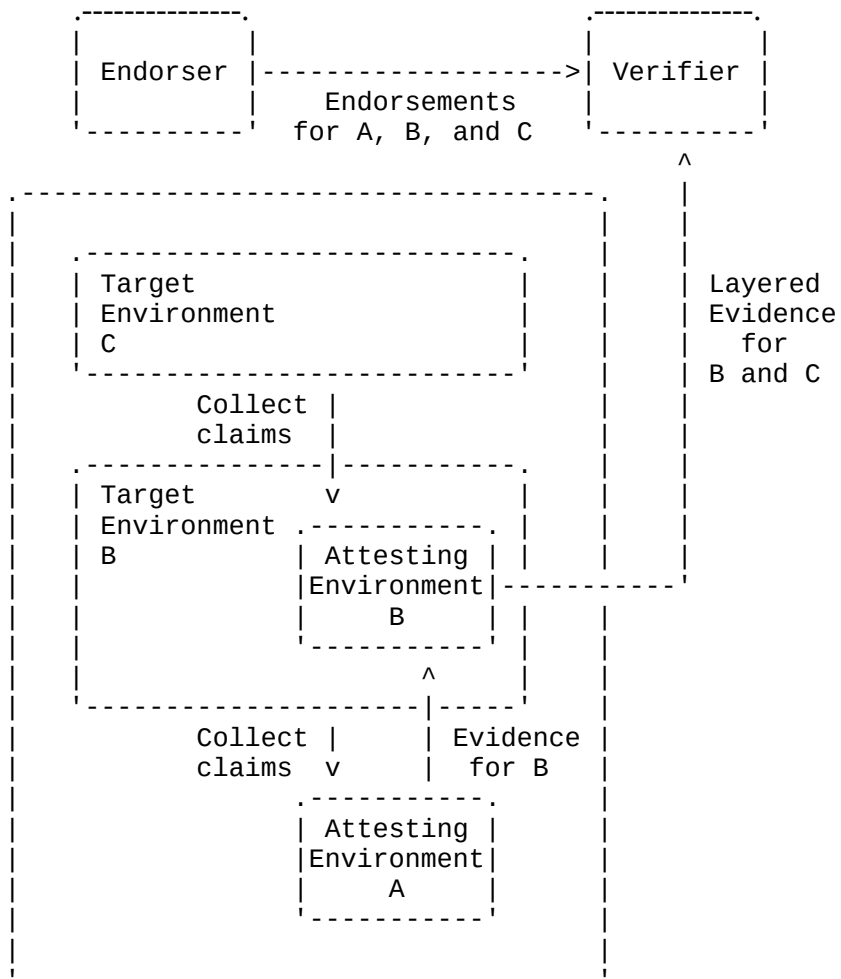 Endorser
Verifier
Endorsements
for A, B, and C
Target
Environment
C
Layered
Evidence
for
B and C
Collect
claims
Target
Environment
B
Attesting
Environment
B
Collect
claims
Evidence
for B
Attesting
Environment
A